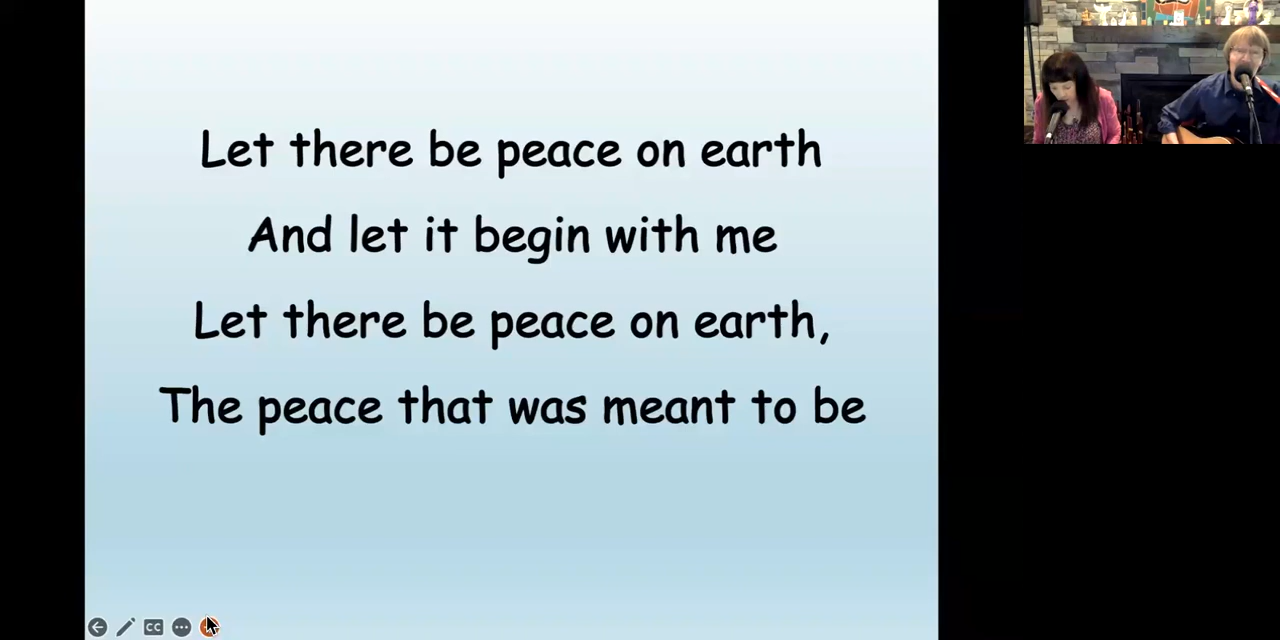 Let there be peace on earth
And let it begin with me
Let there be peace on earth,
The peace that was meant to be
CC